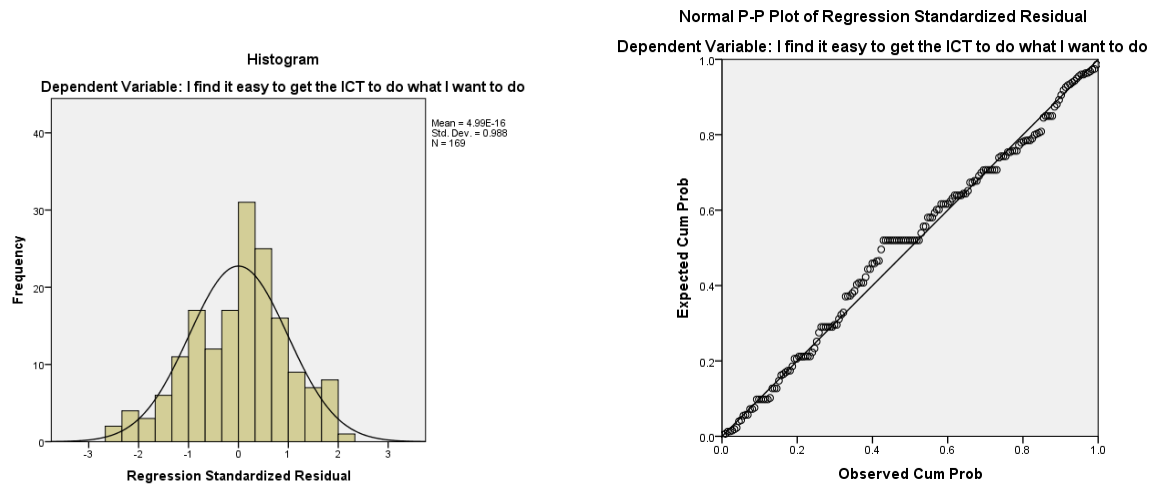 Histogram
Dependent Variable: I find it easy to get the ICT to do what I want to do
Mean = 4.99E-16
Std. Dev. = 0.988
N = 169
40
30
20
10
0
Frequency
-3 -2 -1 0 1 2 3
Regression Standardized Residual
Normal P-P Plot of Regression Standardized Residual
Dependent Variable: I find it easy to get the ICT to do what I want to do
1.0
0.8
0.6
0.4
0.2
0.0
Expected Cum Prob
0.0 0.2 0.4 0.6 0.8 1.0
Observed Cum Prob